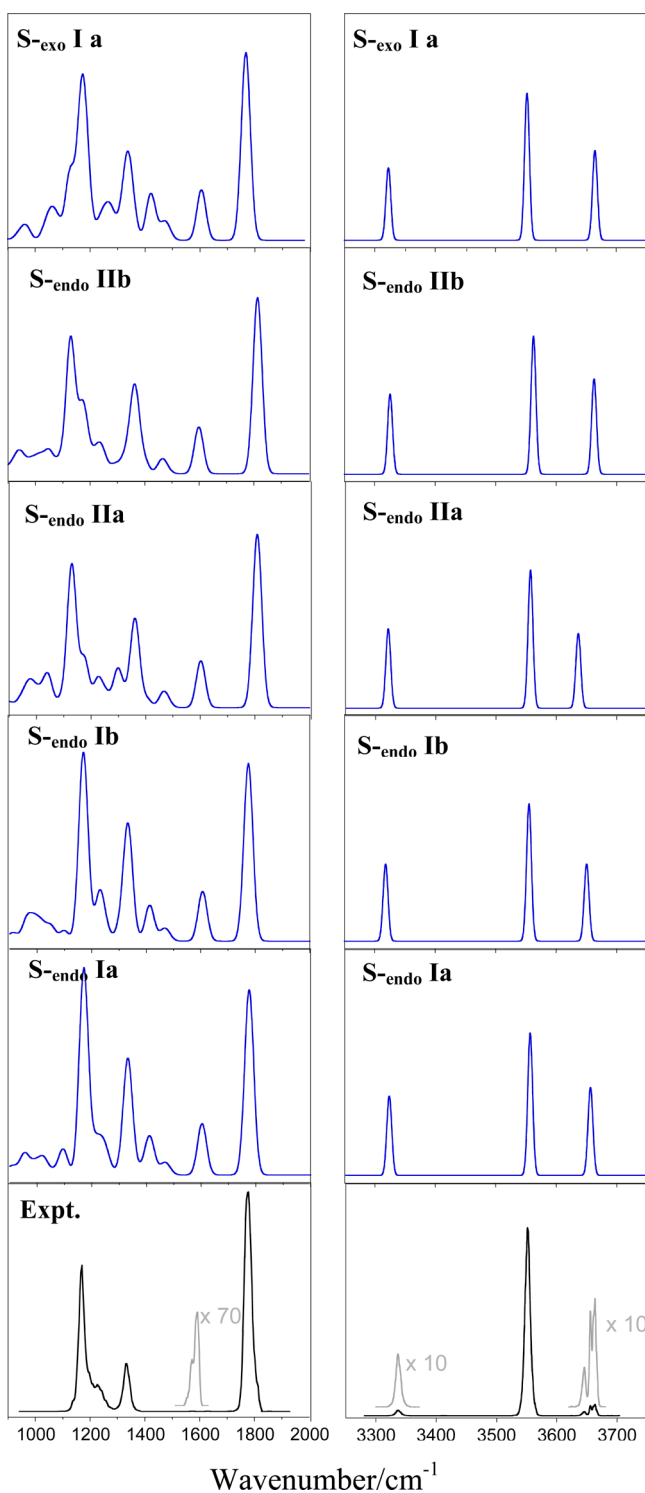 S-exo I a
S-exo I a
S-endo IIb
S-endo IIb
S-endo IIa
S-endo IIa
S-endo Ib
S-endo Ib
S-endo Ia
S-endo Ia
Expt.
x 70
x 10
x 10
1000 1200 1400 1600 1800 2000
3300 3400 3500 3600 3700
Wavenumber/cm-1